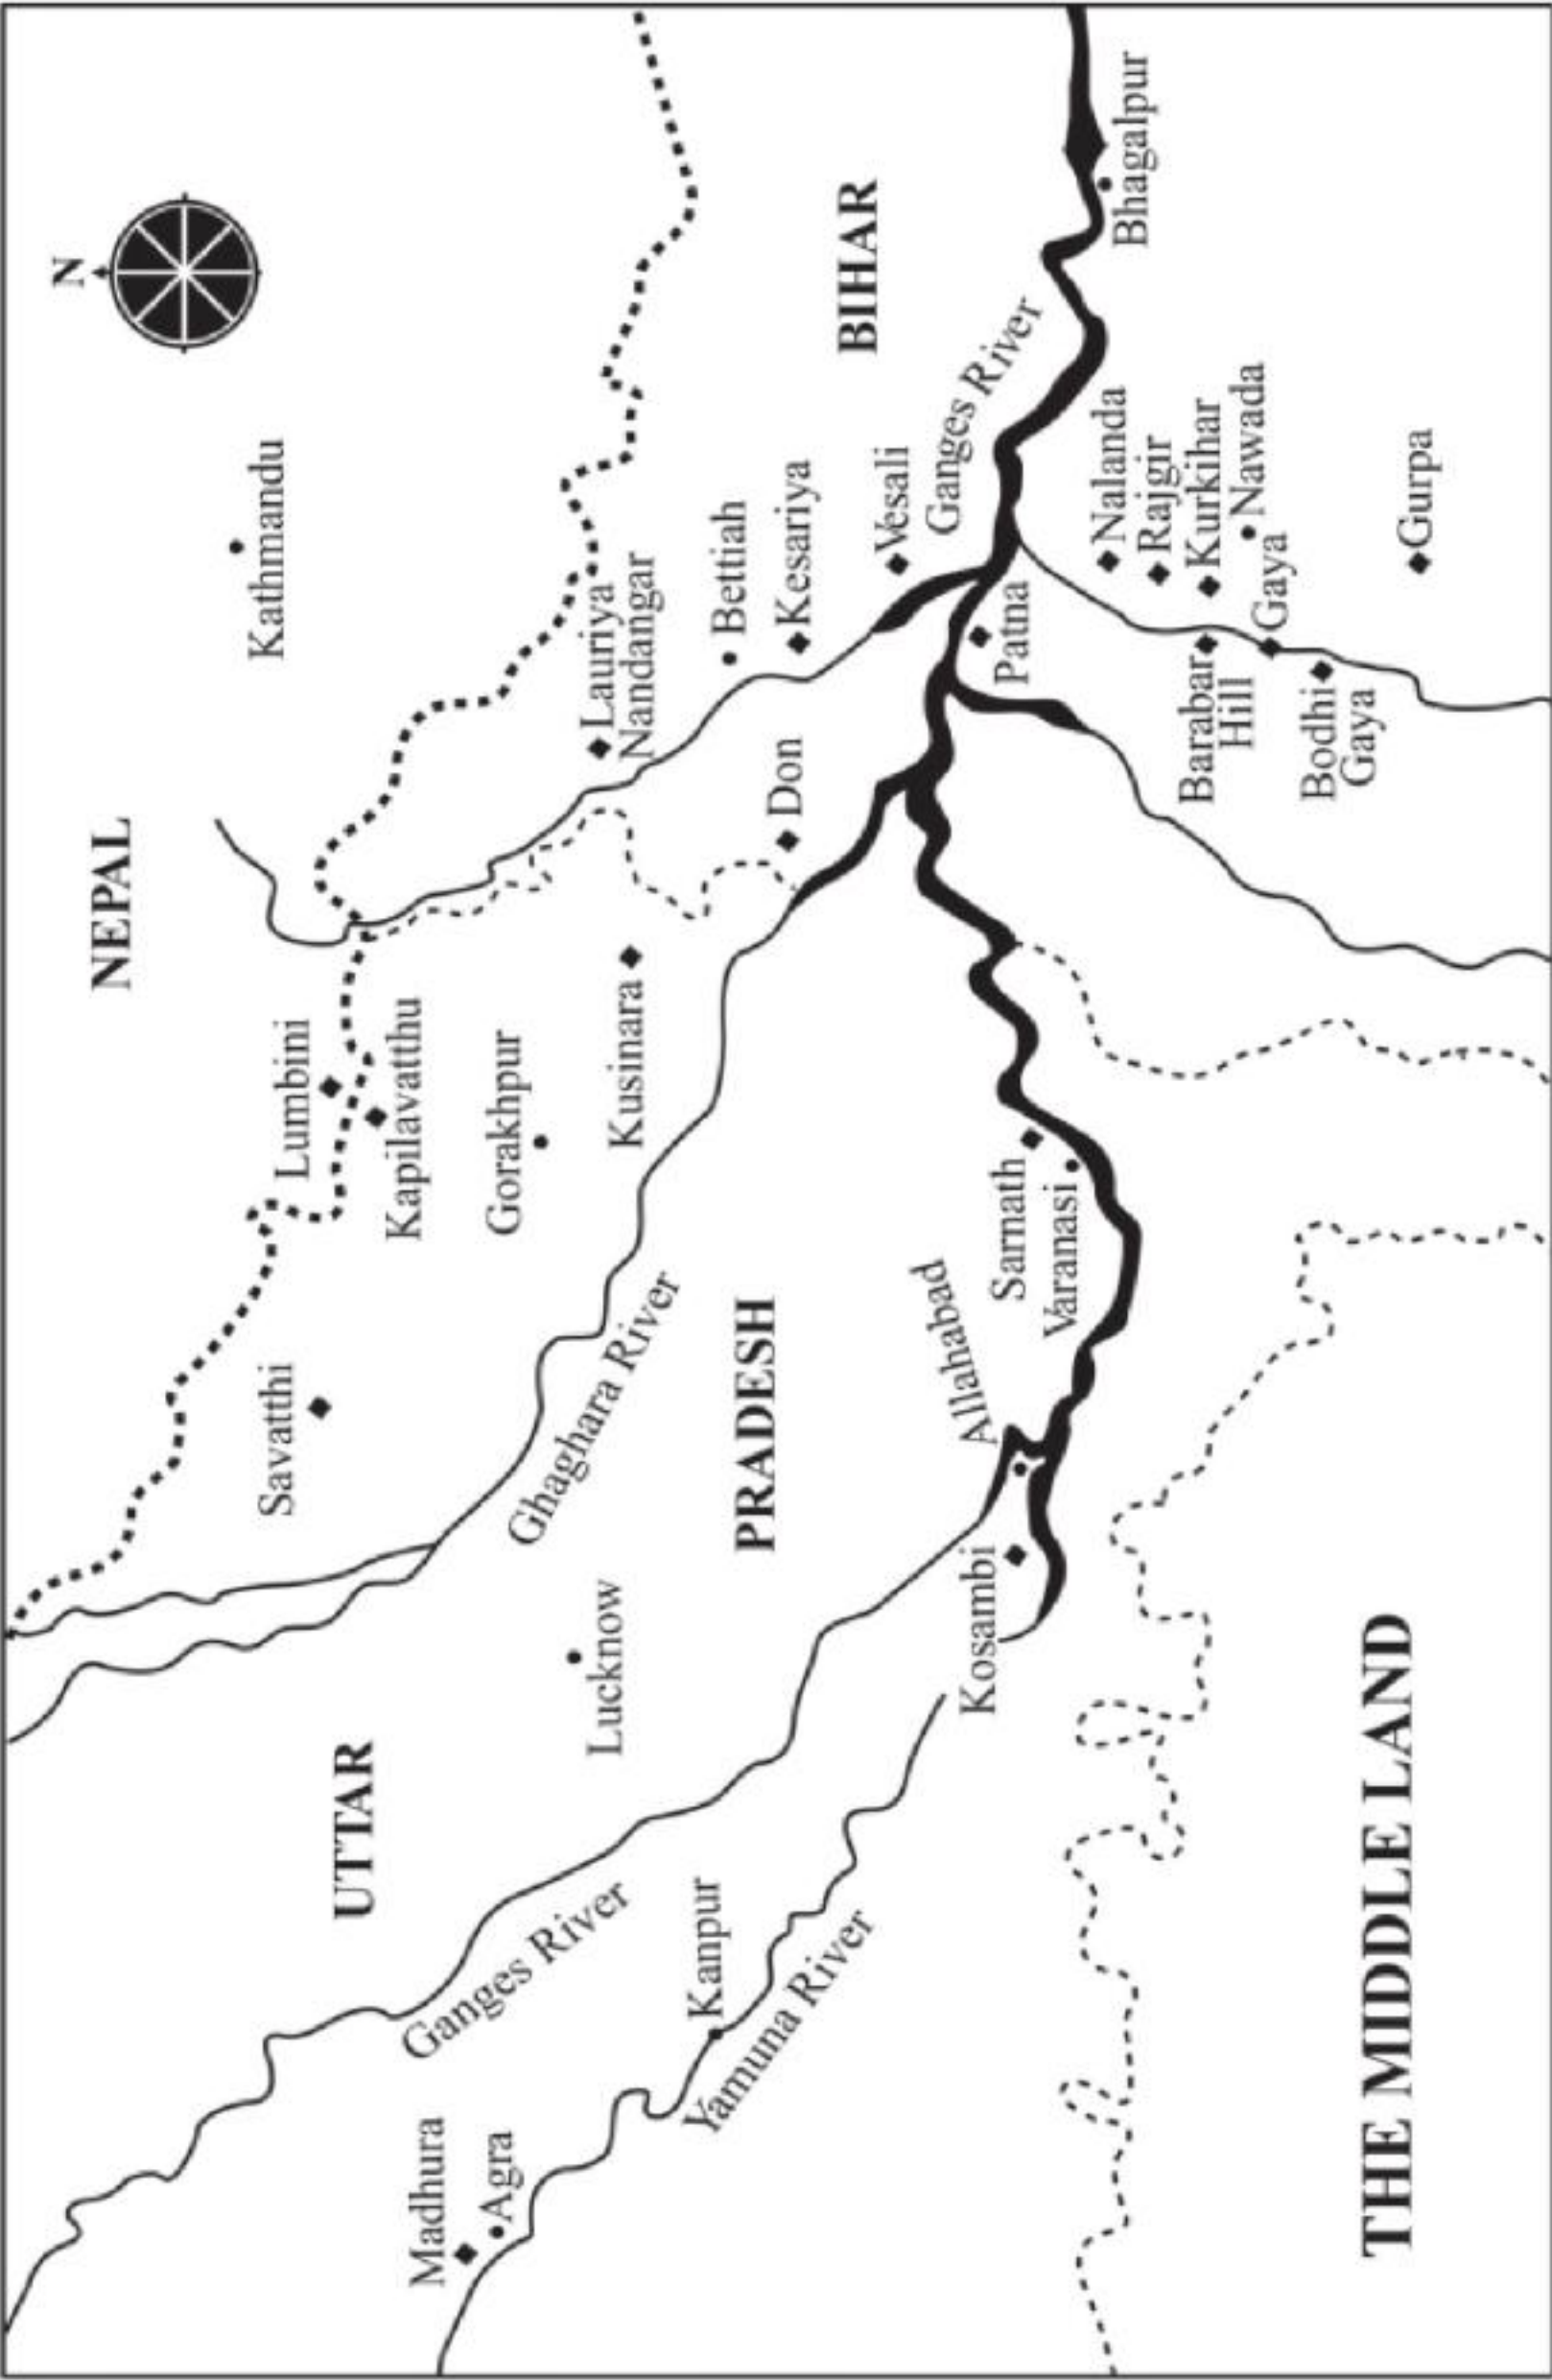 N
NEPAL
Kathmandu
Lumbini
Kapilavatthu
Savatthi
UTTAR
Gorakhpur
Kusinara
Lauriya
Nandangar
Bettiah
Kesariya
Don
Vesali
BIHAR
Ganges River
Ghaghara River
Lucknow
PRADESH
Madhura
Agra
Ganges River
Kanpur
Yamuna River
Kosambi
Allahabad
Sarnath
Varanasi
Patna
Bhagalpur
Nalanda
Rajgir
Kurkihar
Nawada
Barabar
Hill
Gaya
Bodhi
Gaya
Gurpa
THE MIDDLE LAND